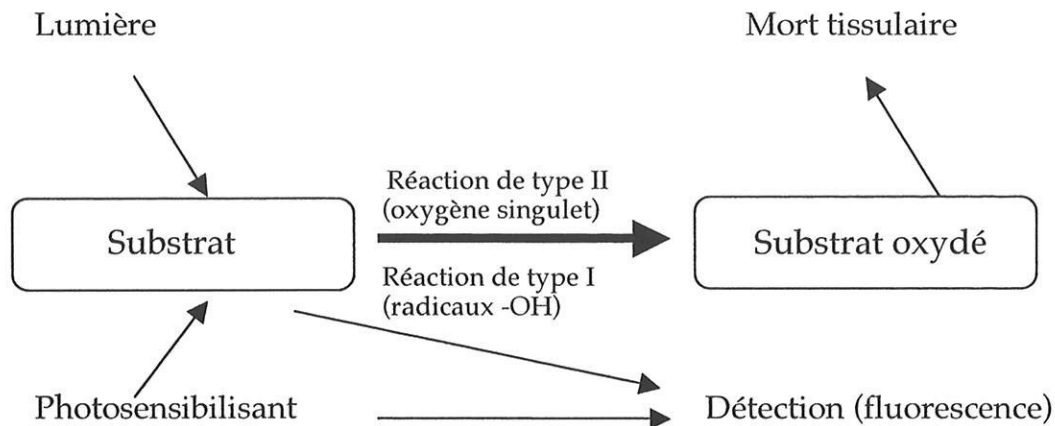 Lumière
Mort tissulaire
Réaction de type II
(oxygène singulet)
Substrat
Substrat oxydé
Réaction de type I
(radicaux -OH)
Photosensibilisant
Détection (fluorescence)